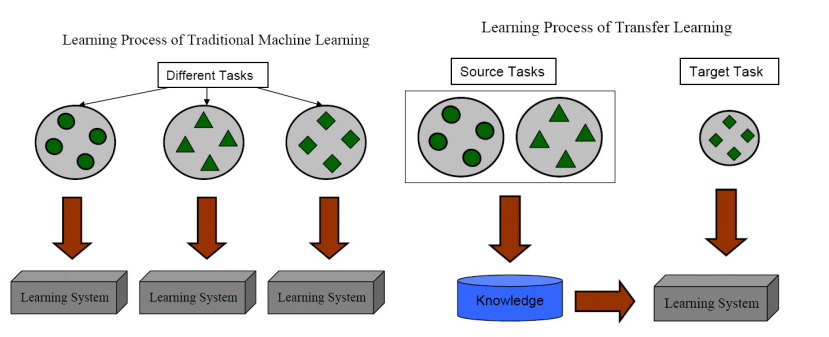 Learning Process of Traditional Machine Learning
Different Tasks
Learning System
Learning System
Learning System
Learning Process of Transfer Learning
Source Tasks
Target Task
Knowledge
Learning System